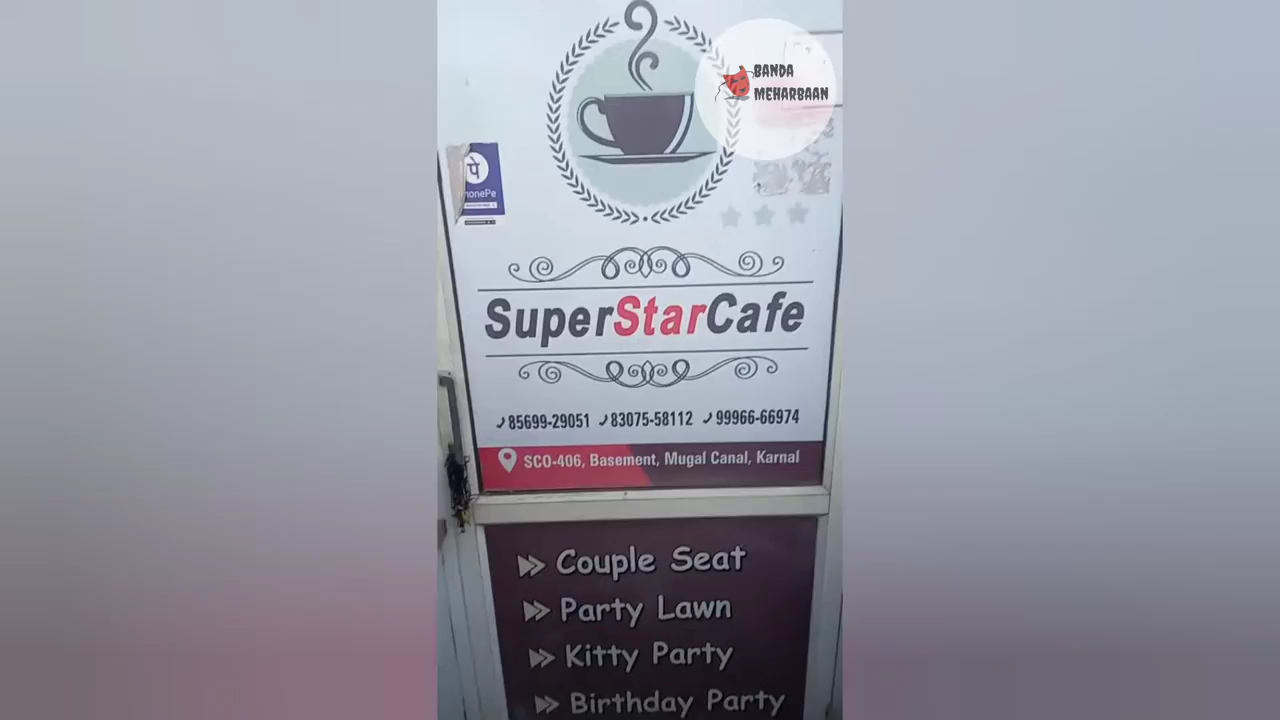 BANDA
MEHARBAAN
पे
SuperStarCafe
85699-29051 83075-58112 99966-66974
SCO-406, Basement, Mugal Canal, Karnal
Couple Seat
Party Lawn
Kitty Party
Birthday Party